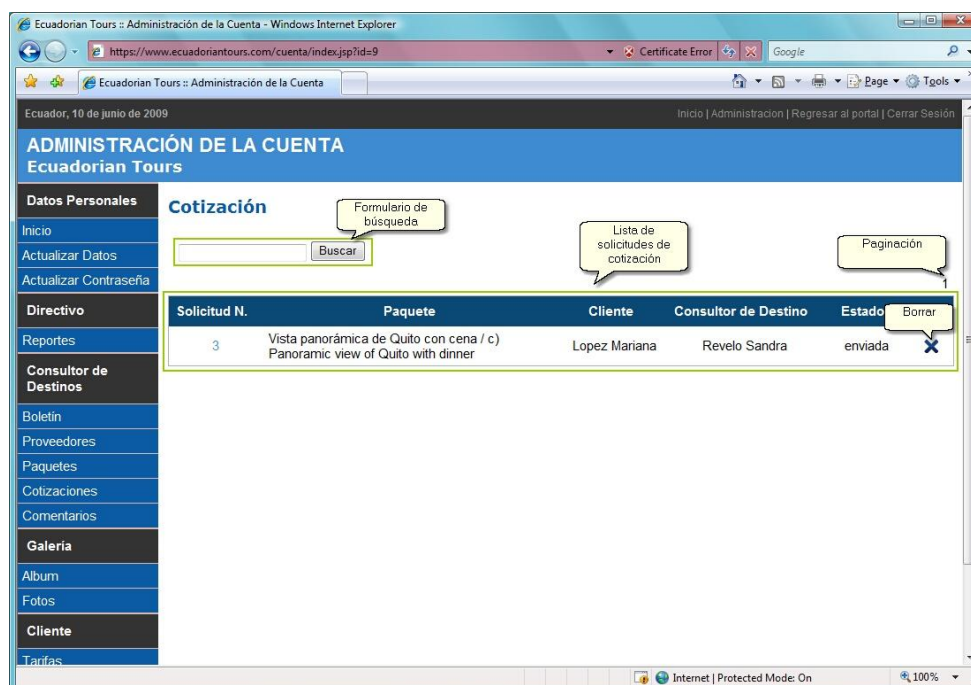 Ecuadorian Tours :: Administración de la Cuenta - Windows Internet Explorer
https://www.ecuadoriantours.com/cuenta/index.jsp?id=9
Certificate Error
Google
Ecuadorian Tours :: Administración de la Cuenta
Page
Tools
Ecuador, 10 de junio de 2009
Inicio | Administracion | Regresar al portal | Cerrar Sesión
ADMINISTRACIÓN DE LA CUENTA
Ecuadorian Tours
Datos Personales
Inicio
Actualizar Datos
Actualizar Contraseña
Directivo
Reportes
Consultor de
Destinos
Boletín
Proveedores
Paquetes
Cotizaciones
Comentarios
Galería
Album
Fotos
Cliente
Tarifas
Cotización
Formulario de
búsqueda
Buscar
Lista de
solicitudes de
cotización
Paginación
1
Solicitud N.
Paquete
Cliente
Consultor de Destino
Estado
Borrar
3
Vista panorámica de Quito con cena / c)
Panoramic view of Quito with dinner
Lopez Mariana
Revelo Sandra
enviada
Internet | Protected Mode: On
100%